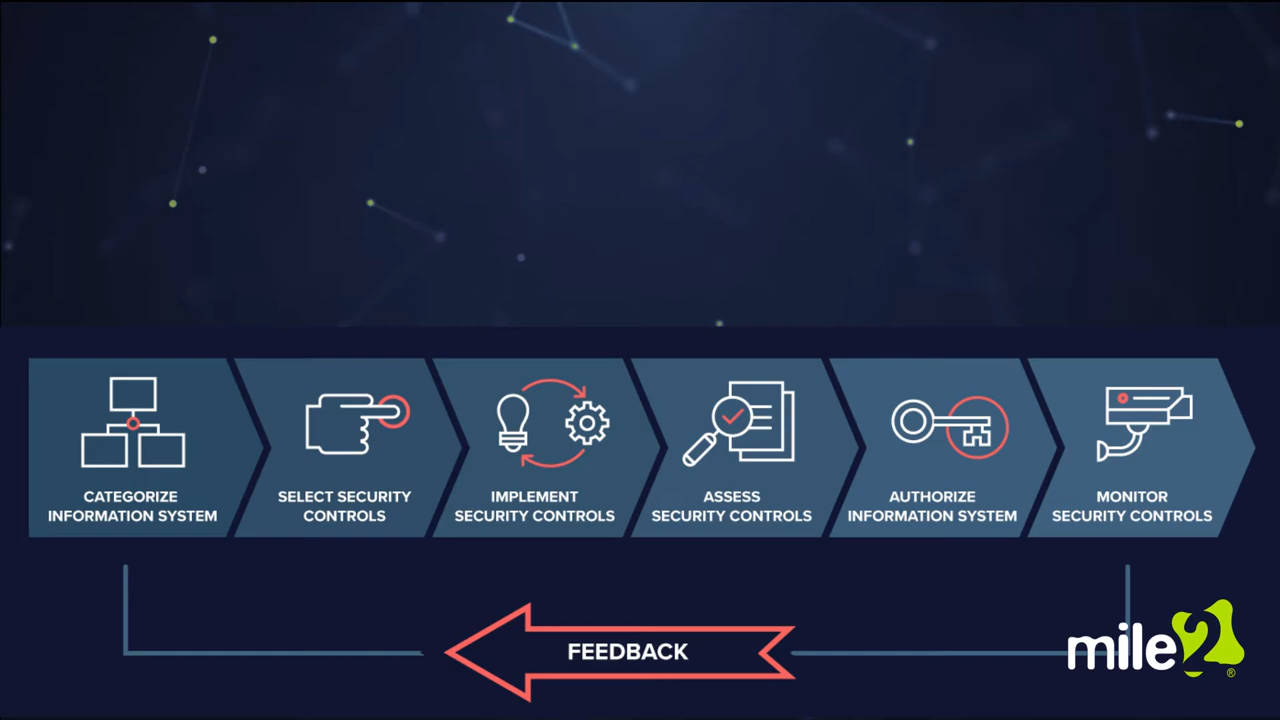 CATEGORIZE
INFORMATION SYSTEM
SELECT SECURITY
CONTROLS
IMPLEMENT
SECURITY CONTROLS
ASSESS
SECURITY CONTROLS
AUTHORIZE
INFORMATION SYSTEM
MONITOR
SECURITY CONTROLS
FEEDBACK
mile2®